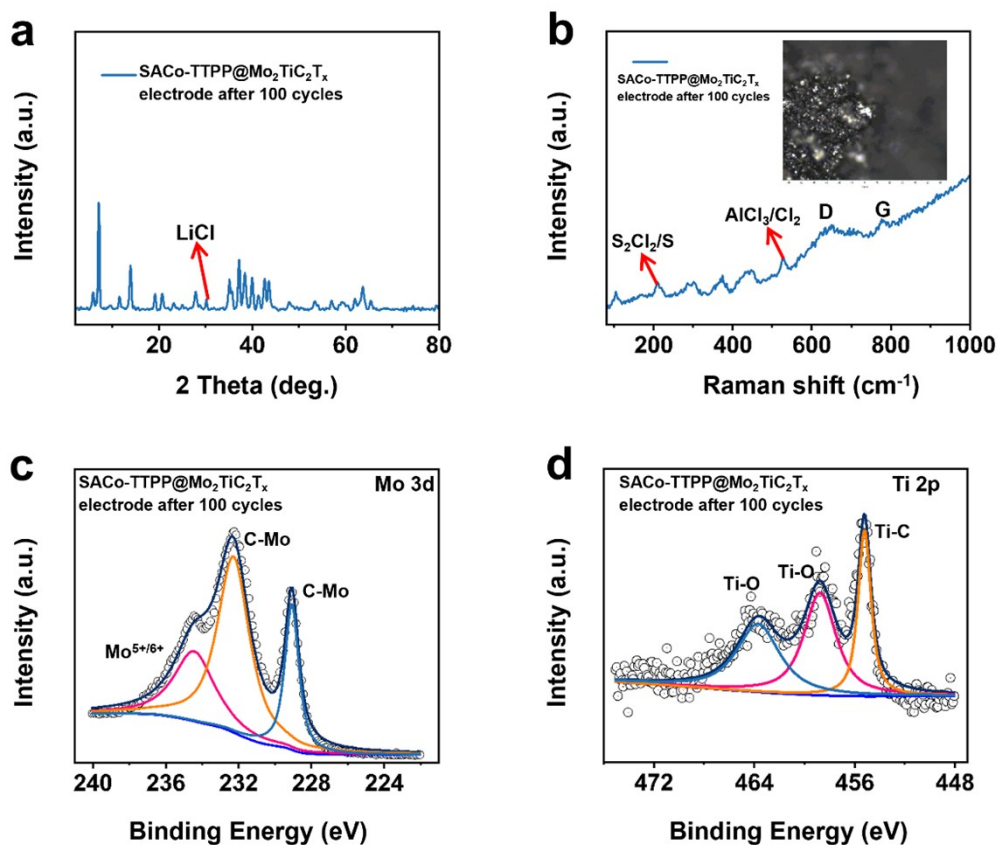 a
Intensity (a.u.)
SACo-TTPP@Mo₂TiC₂Tₓ
electrode after 100 cycles
LiCl
20 40 60 80
2 Theta (deg.)
b
Intensity (a.u.)
SACo-TTPP@Mo₂TiC₂Tₓ
electrode after 100 cycles
S₂Cl₂/S
AlCl₃/Cl₂
D
G
200 400 600 800 1000
Raman shift (cm⁻¹)
c
Intensity (a.u.)
SACo-TTPP@Mo₂TiC₂Tₓ
electrode after 100 cycles
Mo 3d
C-Mo
C-Mo
Mo⁵⁺/⁶⁺
240 236 232 228 224
Binding Energy (eV)
d
Intensity (a.u.)
SACo-TTPP@Mo₂TiC₂Tₓ
electrode after 100 cycles
Ti 2p
Ti-C
Ti-O
Ti-O
472 464 456 448
Binding Energy (eV)